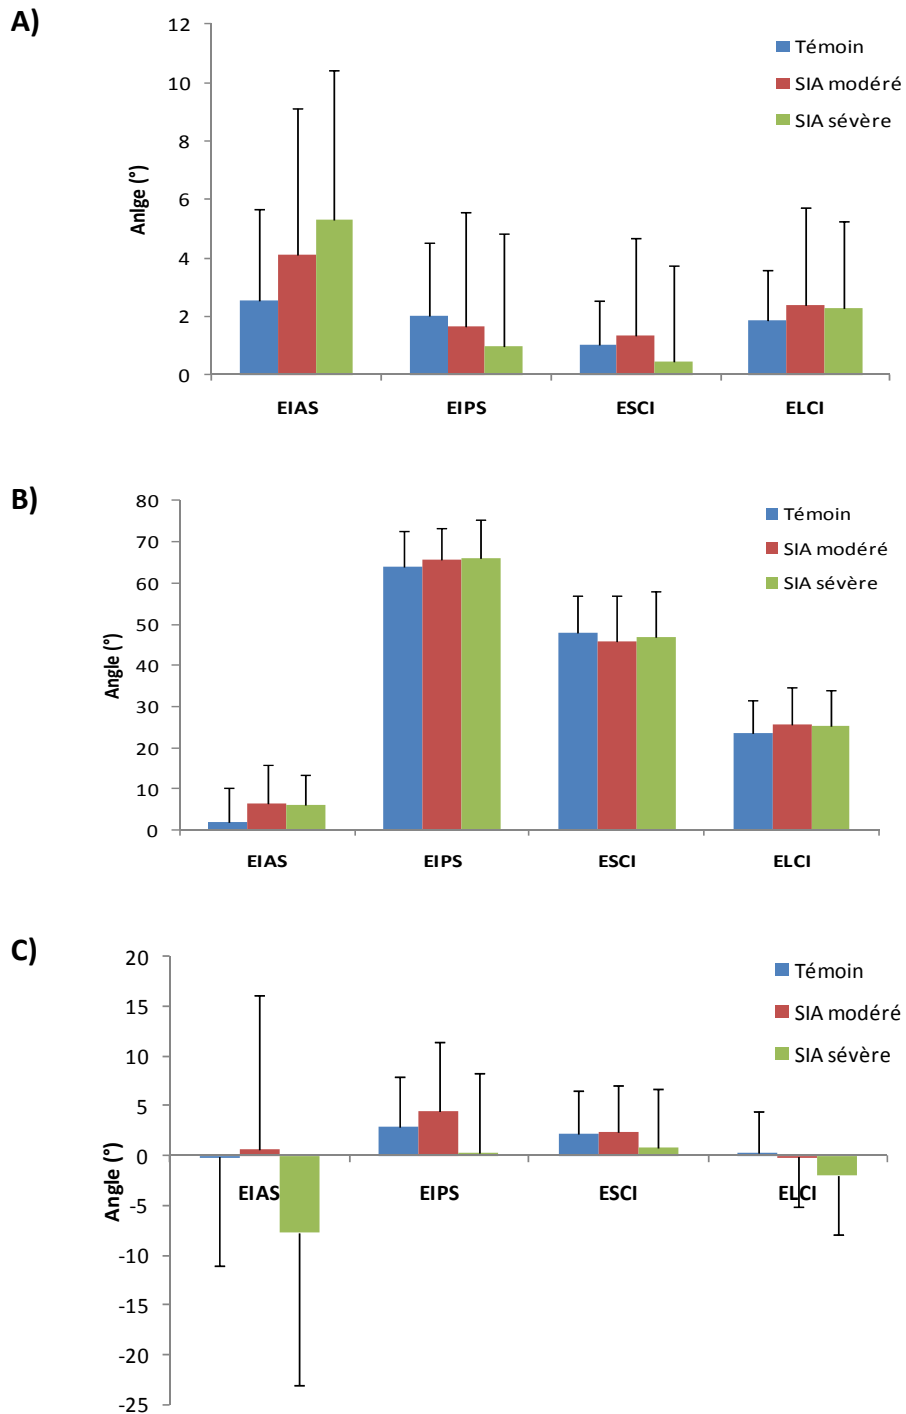 A)
12
10
8
6
4
2
0
Anlge (°)
Témoin
SIA modéré
SIA sévère
EIAS EIPS ESCI ELCI
B)
80
70
60
50
40
30
20
10
0
Angle (°)
Témoin
SIA modéré
SIA sévère
EIAS EIPS ESCI ELCI
C)
20
15
10
5
0
-5
-10
-15
-20
-25
Angle (°)
Témoin
SIA modéré
SIA sévère
EIAS EIPS ESCI ELCI